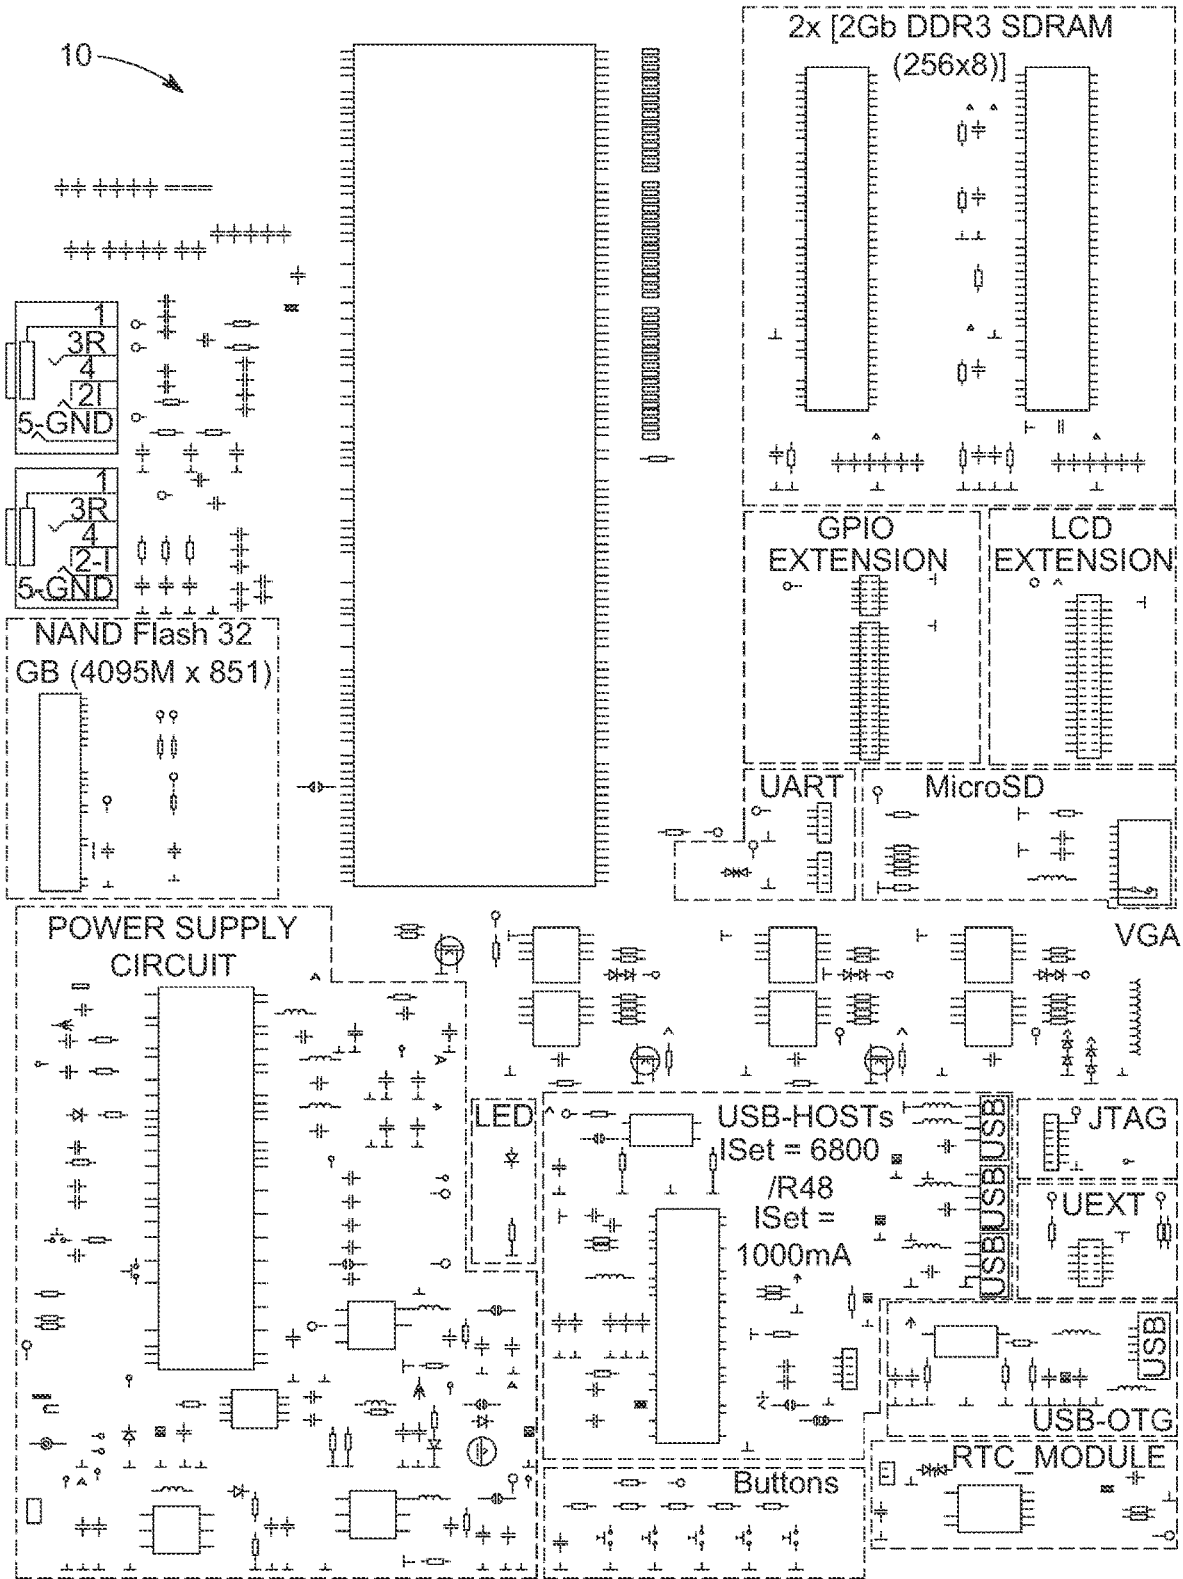 10
2x [2Gb DDR3 SDRAM
(256x8)]
1
3R
4
2I
5-GND
1
3R
4
2-I
5-GND
GPIO
EXTENSION
LCD
EXTENSION
NAND Flash 32
GB (4095M x 851)
UART
MicroSD
POWER SUPPLY
CIRCUIT
VGA
LED
USB-HOSTs
ISet = 6800
/R48
ISet =
1000mA
USB
USB
USB
JTAG
UEXT
USB
USB-OTG
RTC_MODULE
Buttons